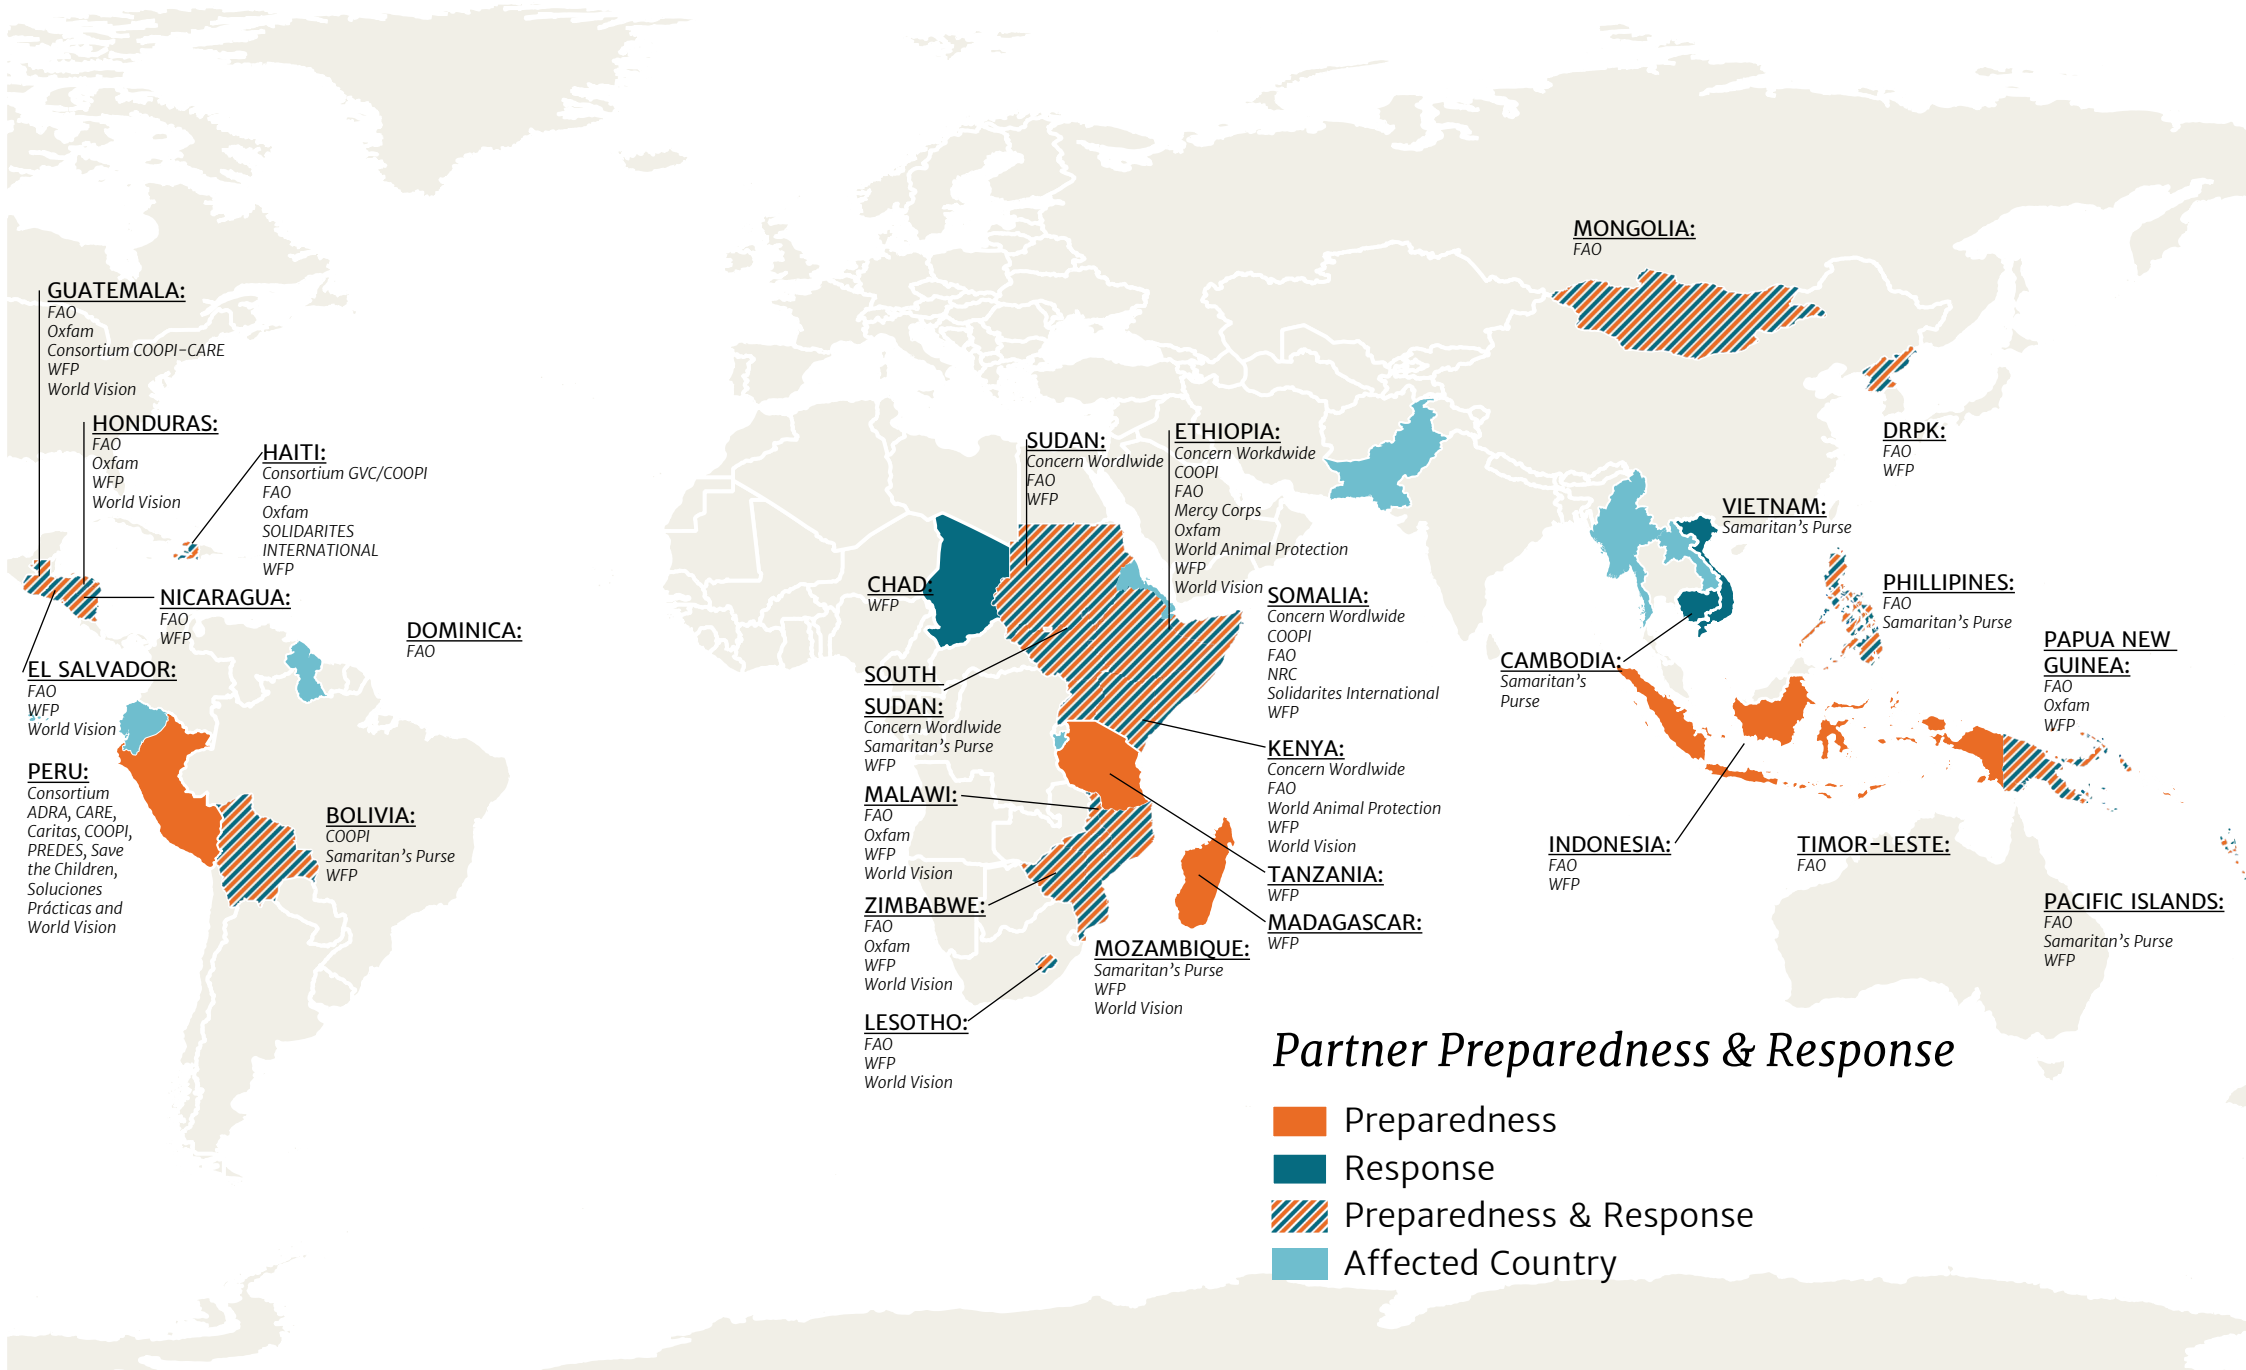 GUATEMALA:
FAO
Oxfam
Consortium COOPI-CARE
WFP
World Vision
HONDURAS:
FAO
Oxfam
WFP
World Vision
HAITI:
Consortium GVC/COOPI
FAO
Oxfam
SOLIDARITES
INTERNATIONAL
WFP
NICARAGUA:
FAO
WFP
DOMINICA:
FAO
EL SALVADOR:
FAO
WFP
World Vision
PERU:
Consortium
ADRA, CARE,
Caritas, COOPI,
PREDES, Save
the Children,
Soluciones
Prácticas and
World Vision
BOLIVIA:
COOPI
Samaritan's Purse
WFP
SUDAN:
Concern Wordlwide
FAO
WFP
ETHIOPIA:
Concern Workdwide
COOPI
FAO
Mercy Corps
Oxfam
World Animal Protection
WFP
World Vision
CHAD:
WFP
SOMALIA:
Concern Wordlwide
COOPI
FAO
NRC
Solidarites International
WFP
SOUTH
SUDAN:
Concern Wordlwide
Samaritan's Purse
WFP
KENYA:
Concern Wordlwide
FAO
World Animal Protection
WFP
World Vision
MALAWI:
FAO
Oxfam
WFP
World Vision
TANZANIA:
WFP
ZIMBABWE:
FAO
Oxfam
WFP
World Vision
MADAGASCAR:
WFP
MOZAMBIQUE:
Samaritan's Purse
WFP
World Vision
LESOTHO:
FAO
WFP
World Vision
MONGOLIA:
FAO
DRPK:
FAO
WFP
VIETNAM:
Samaritan's Purse
PHILLIPINES:
FAO
Samaritan's Purse
CAMBODIA:
Samaritan's
Purse
PAPUA NEW
GUINEA:
FAO
Oxfam
WFP
INDONESIA:
FAO
WFP
TIMOR-LESTE:
FAO
PACIFIC ISLANDS:
FAO
Samaritan's Purse
WFP
Partner Preparedness & Response
Preparedness
Response
Preparedness & Response
Affected Country